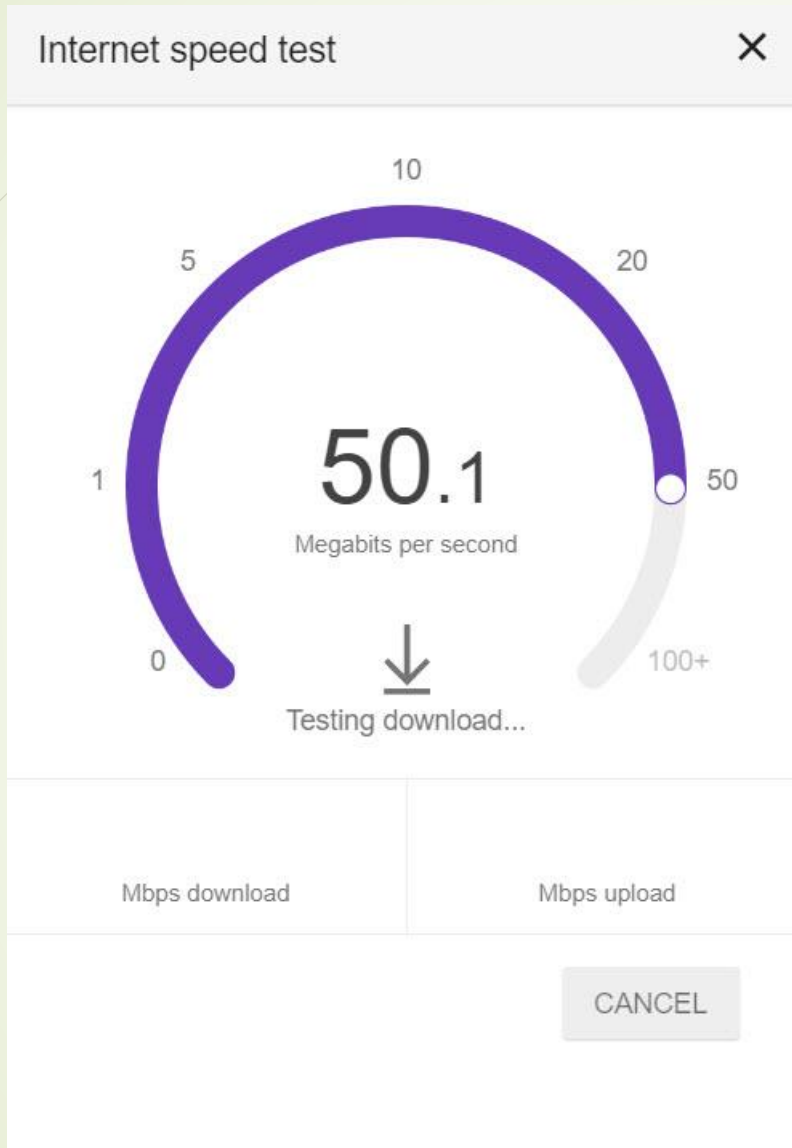 Internet speed test
10
5
20
50.1
1
50
Megabits per second
0
100+
Testing download...
Mbps download
Mbps upload
CANCEL